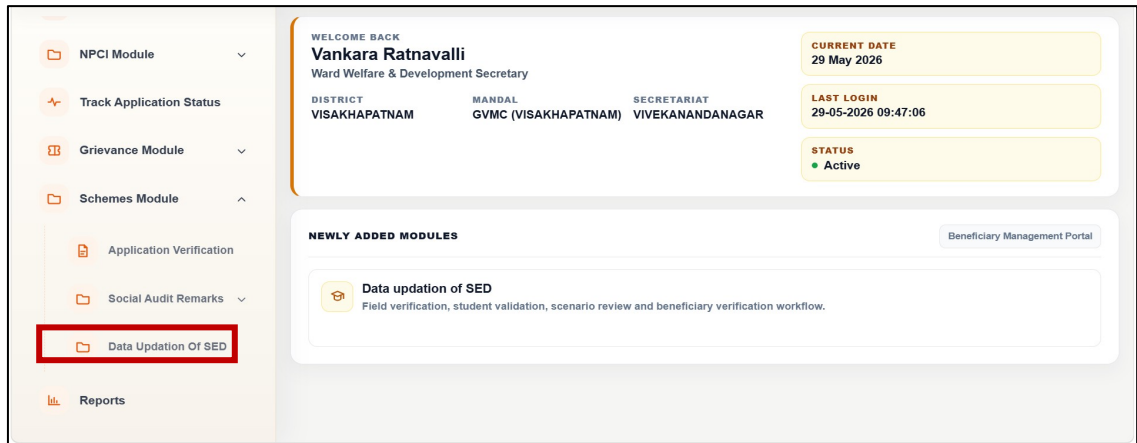 NPCI Module
Track Application Status
Grievance Module
Schemes Module
Application Verification
Social Audit Remarks
Data Updation Of SED
Reports
WELCOME BACK
Vankara Ratnavalli
Ward Welfare & Development Secretary
DISTRICT MANDAL SECRETARIAT
VISAKHAPATNAM GVMC (VISAKHAPATNAM) VIVEKANANDANAGAR
CURRENT DATE
29 May 2026
LAST LOGIN
29-05-2026 09:47:06
STATUS
Active
NEWLY ADDED MODULES
Beneficiary Management Portal
Data updation of SED
Field verification, student validation, scenario review and beneficiary verification workflow.